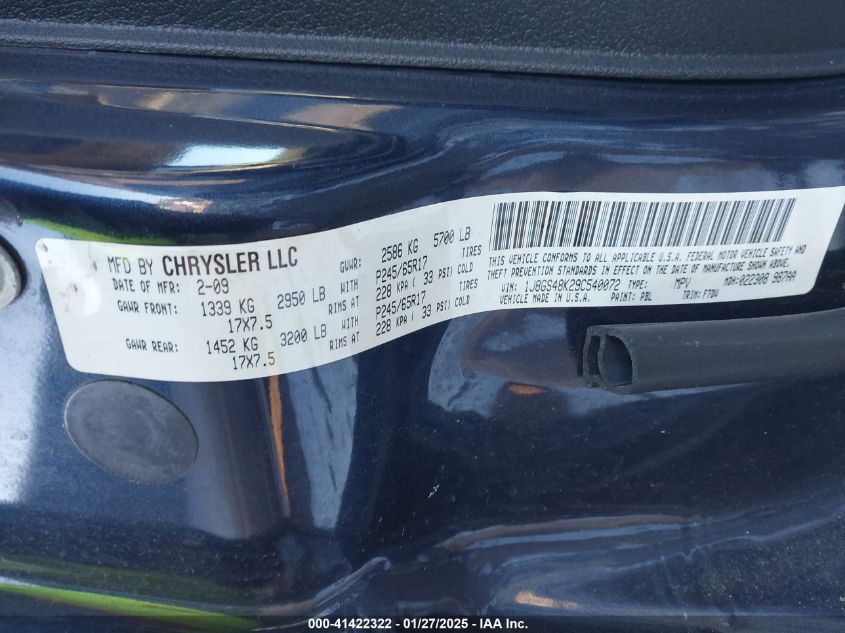 MFD BY CHRYSLER LLC
DATE OF MFR: 2-09 GVWR: 2586 KG 5700 LB
GAWR FRONT: 1339 KG 2950 LB WITH P245/65R17 TIRES
17X7.5 RIMS AT 228 KPA ( 33 PSI) COLD
GAWR REAR: 1452 KG 3200 LB WITH P245/65R17 TIRES
17X7.5 RIMS AT 228 KPA ( 33 PSI) COLD
THIS VEHICLE CONFORMS TO ALL APPLICABLE U.S.A. FEDERAL MOTOR VEHICLE SAFETY AND
THEFT PREVENTION STANDARDS IN EFFECT ON THE DATE OF MANUFACTURE SHOWN ABOVE.
VIN: 1J8GS48K29C540072 TYPE: MPV MDH:022308 987AA
VEHICLE MADE IN U.S.A. PAINT: PBL TRIM: F7DV
000-41422322 - 01/27/2025 - IAA Inc.